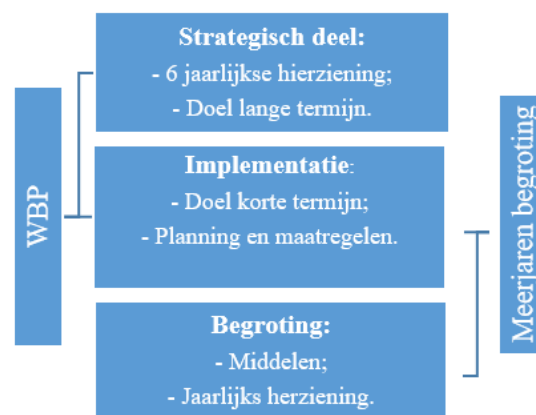 WBP
Strategisch deel:
- 6 jaarlijkse hierziening;
- Doel lange termijn.
Implementatie:
- Doel korte termijn;
- Planning en maatregelen.
Begroting:
- Middelen;
- Jaarlijks herziening.
Meerjaren begroting